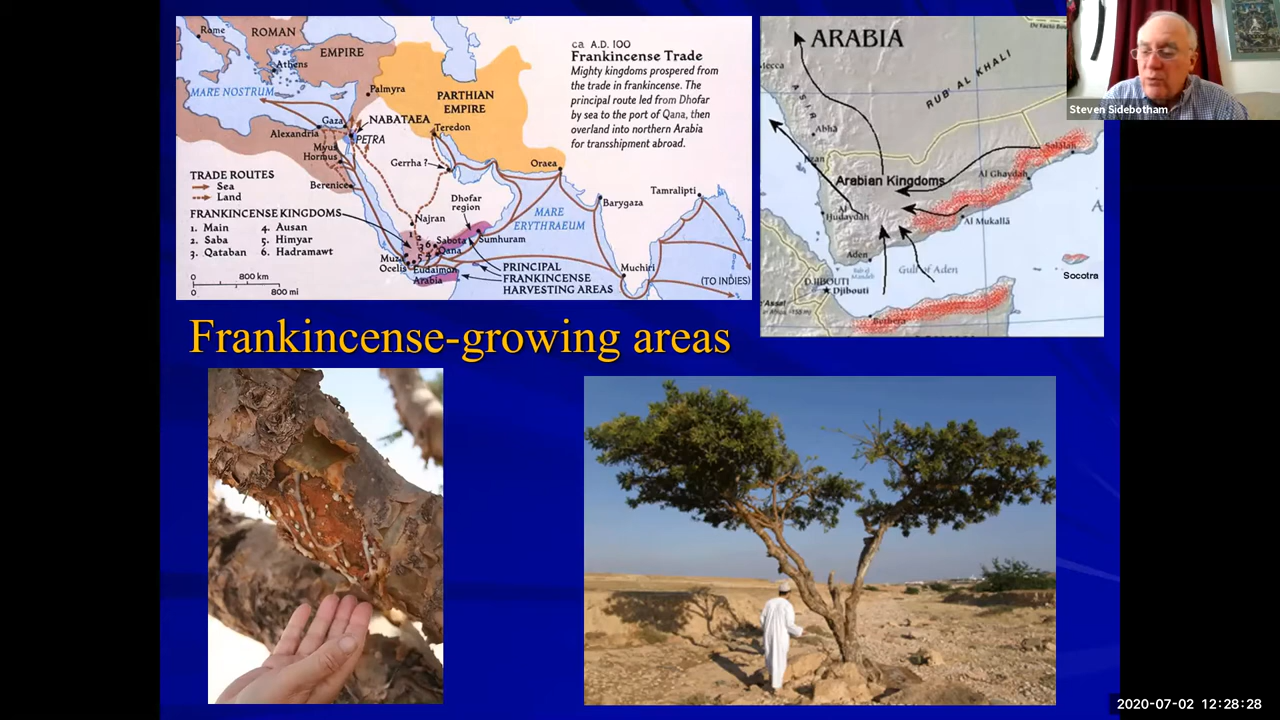 Rome
ROMAN
EMPIRE
Athens
MARE NOSTRUM
Palmyra
PARTHIAN
EMPIRE
Gaza
NABATAEA
Alexandria
PETRA
Teredon
Myus
Hormus
Gerrha ?
Berenice
Oraea
TRADE ROUTES
Sea
Land
FRANKINCENSE KINGDOMS
1. Main 4. Ausan
2. Saba 5. Himyar
3. Qataban 6. Hadramawt
0 800 km
0 800 mi
Dhofar
region
Najran
Sabota
Sumhuram
Qana
Muza
Ocelis
Eudaimon
Arabia
MARE
ERYTHRAEUM
Barygaza
Tamralipti
Muchiri
(TO INDIES)
PRINCIPAL
FRANKINCENSE
HARVESTING AREAS
ca A.D. 100
Frankincense Trade
Mighty kingdoms prospered from
the trade in frankincense. The
principal route led from Dhofar
by sea to the port of Qana, then
overland into northern Arabia
for transshipment abroad.
ARABIA
Mecca
ASIR
RUB' AL KHALI
Abhā
Arabian Kingdoms
Al Ghaydah
Salālah
Al
Hudaydah
Al Mukallā
Aden
Gulf of Aden
Socotra
DJIBOUTI
Djibouti
Berbera
Steven Sidebotham
Frankincense-growing areas
2020-07-02 12:28:28